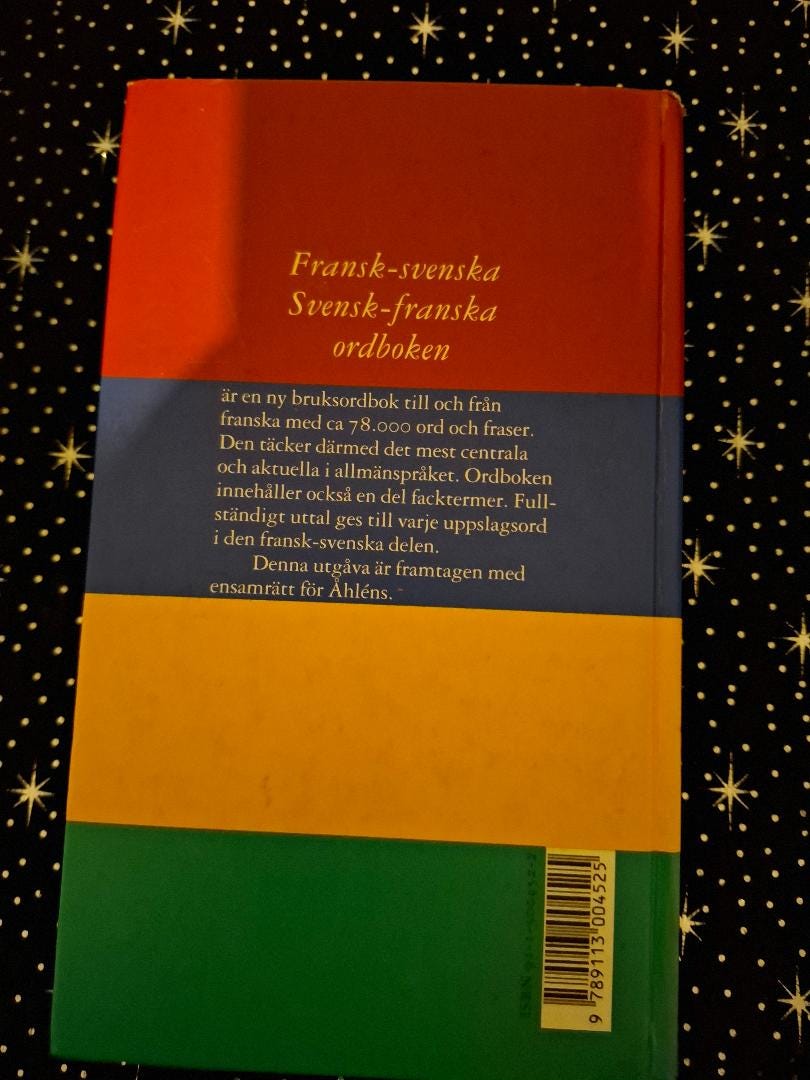 Fransk-svenska
Svensk-franska
ordboken
är en ny bruksordbok till och från
franska med ca 78.000 ord och fraser.
Den täcker därmed det mest centrala
och aktuella i allmänspråket. Ordboken
innehåller också en del facktermer. Full-
ständigt uttal ges till varje uppslagsord
i den fransk-svenska delen.
Denna utgåva är framtagen med
ensamrätt för Åhléns.
ISBN
9 789113 004525